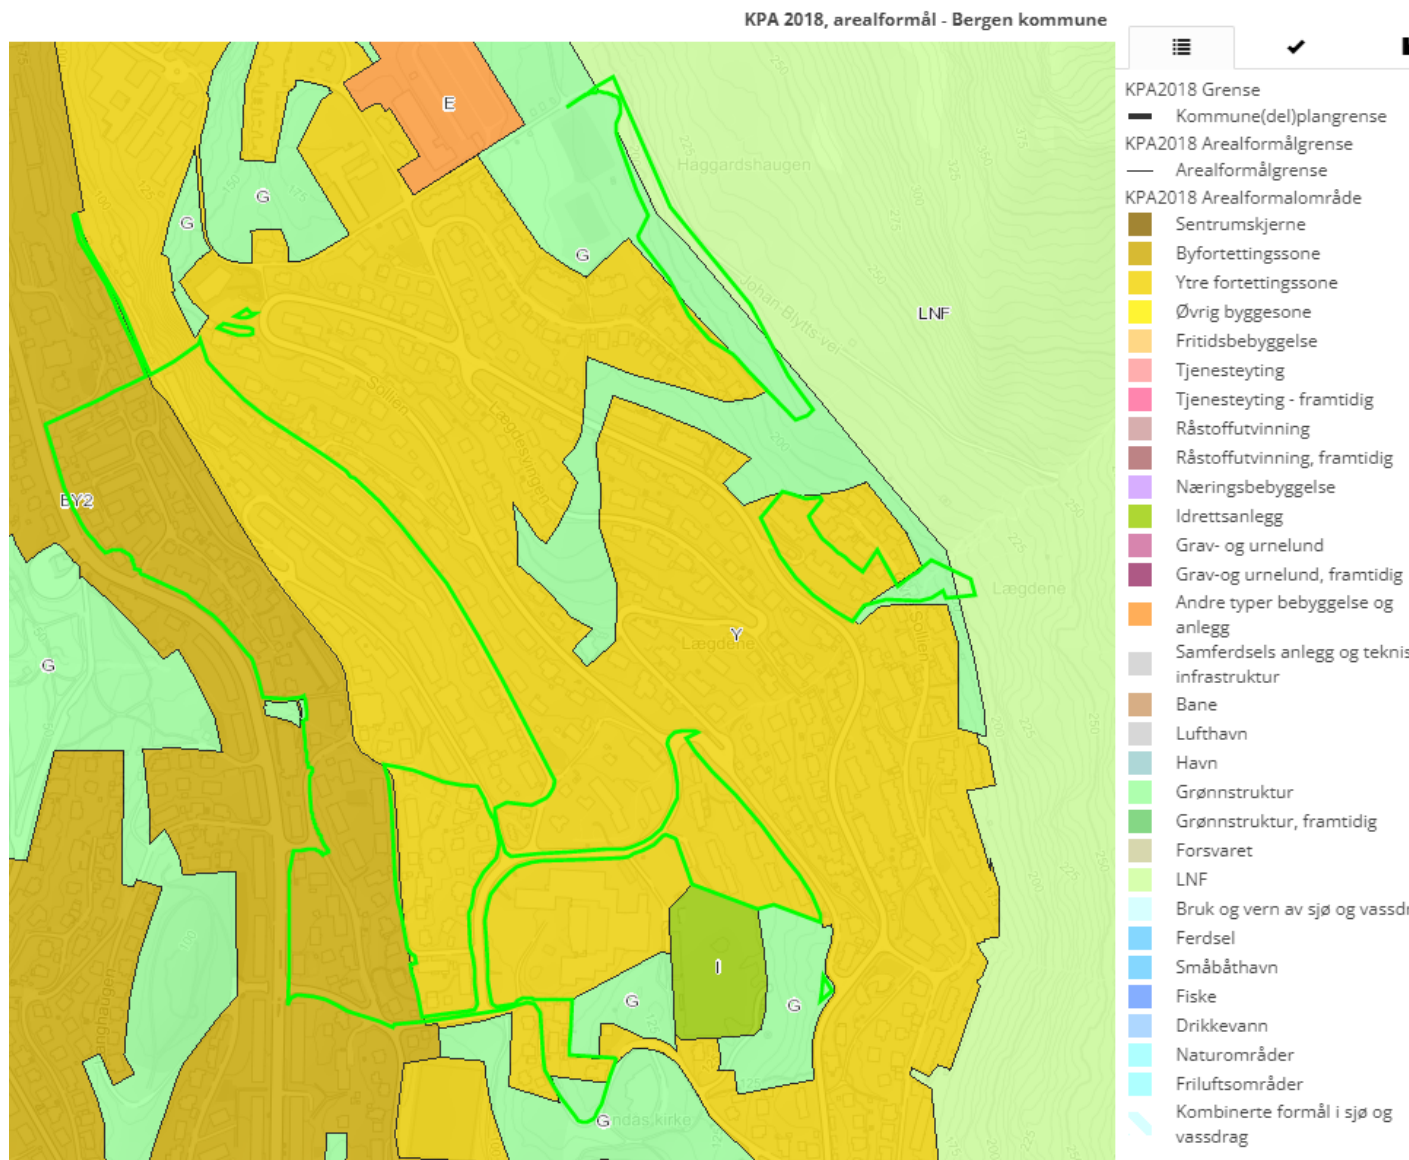 KPA 2018, arealformål - Bergen kommune
KPA2018 Grense
Kommune(del)plangrense
KPA2018 Arealformålgrense
Arealformålgrense
KPA2018 Arealformalområde
Sentrumskjerne
Byfortettingssone
Ytre fortettingssone
Øvrig byggesone
Fritidsbebyggelse
Tjenesteyting
Tjenesteyting - framtidig
Råstoffutvinning
Råstoffutvinning, framtidig
Næringsbebyggelse
Idrettsanlegg
Grav- og urnelund
Grav-og urnelund, framtidig
Andre typer bebyggelse og
anlegg
Samferdsels anlegg og teknis
infrastruktur
Bane
Lufthavn
Havn
Grønnstruktur
Grønnstruktur, framtidig
Forsvaret
LNF
Bruk og vern av sjø og vassdr
Ferdsel
Småbåthavn
Fiske
Drikkevann
Naturområder
Friluftsområder
Kombinerte formål i sjø og
vassdrag
E
Haggardshaugen
G
G
G
Johan Blytts vei
LNF
Sollien
Lægdesvingen
BY2
Lægdene
Sollien
Y
Lægdene
G
I
G
G
G
ndås kirke